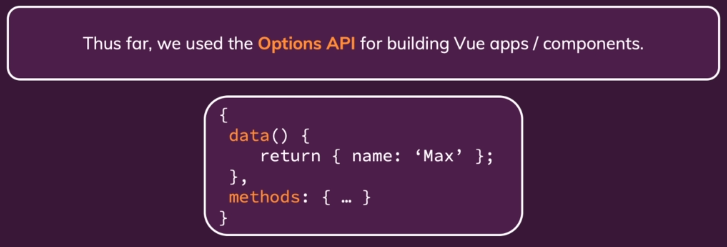 Thus far, we used the Options API for building Vue apps / components.
{
data() {
return { name: ‘Max’ };
},
methods: { … }
}